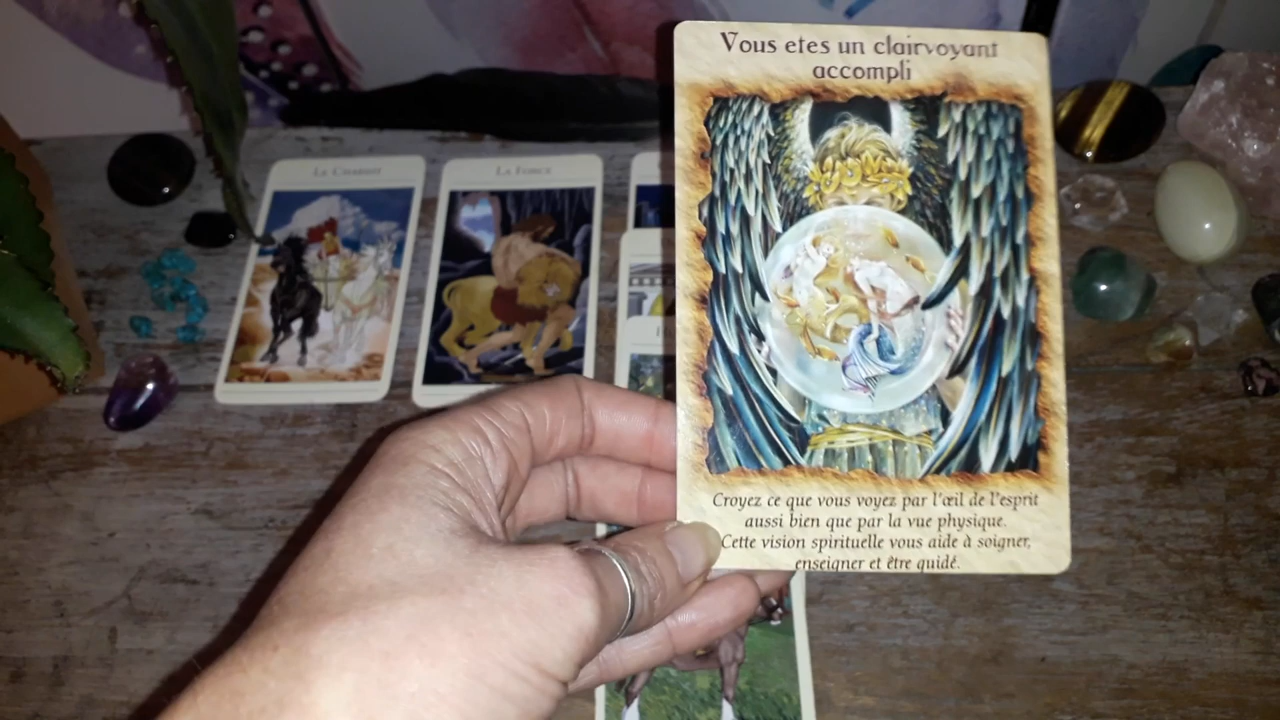 Vous etes un clairvoyant
accompli
Le Chariot
La Force
Croyez ce que vous voyez par l'œil de l'esprit
aussi bien que par la vue physique.
Cette vision spirituelle vous aide à soigner,
enseigner et être guidé.